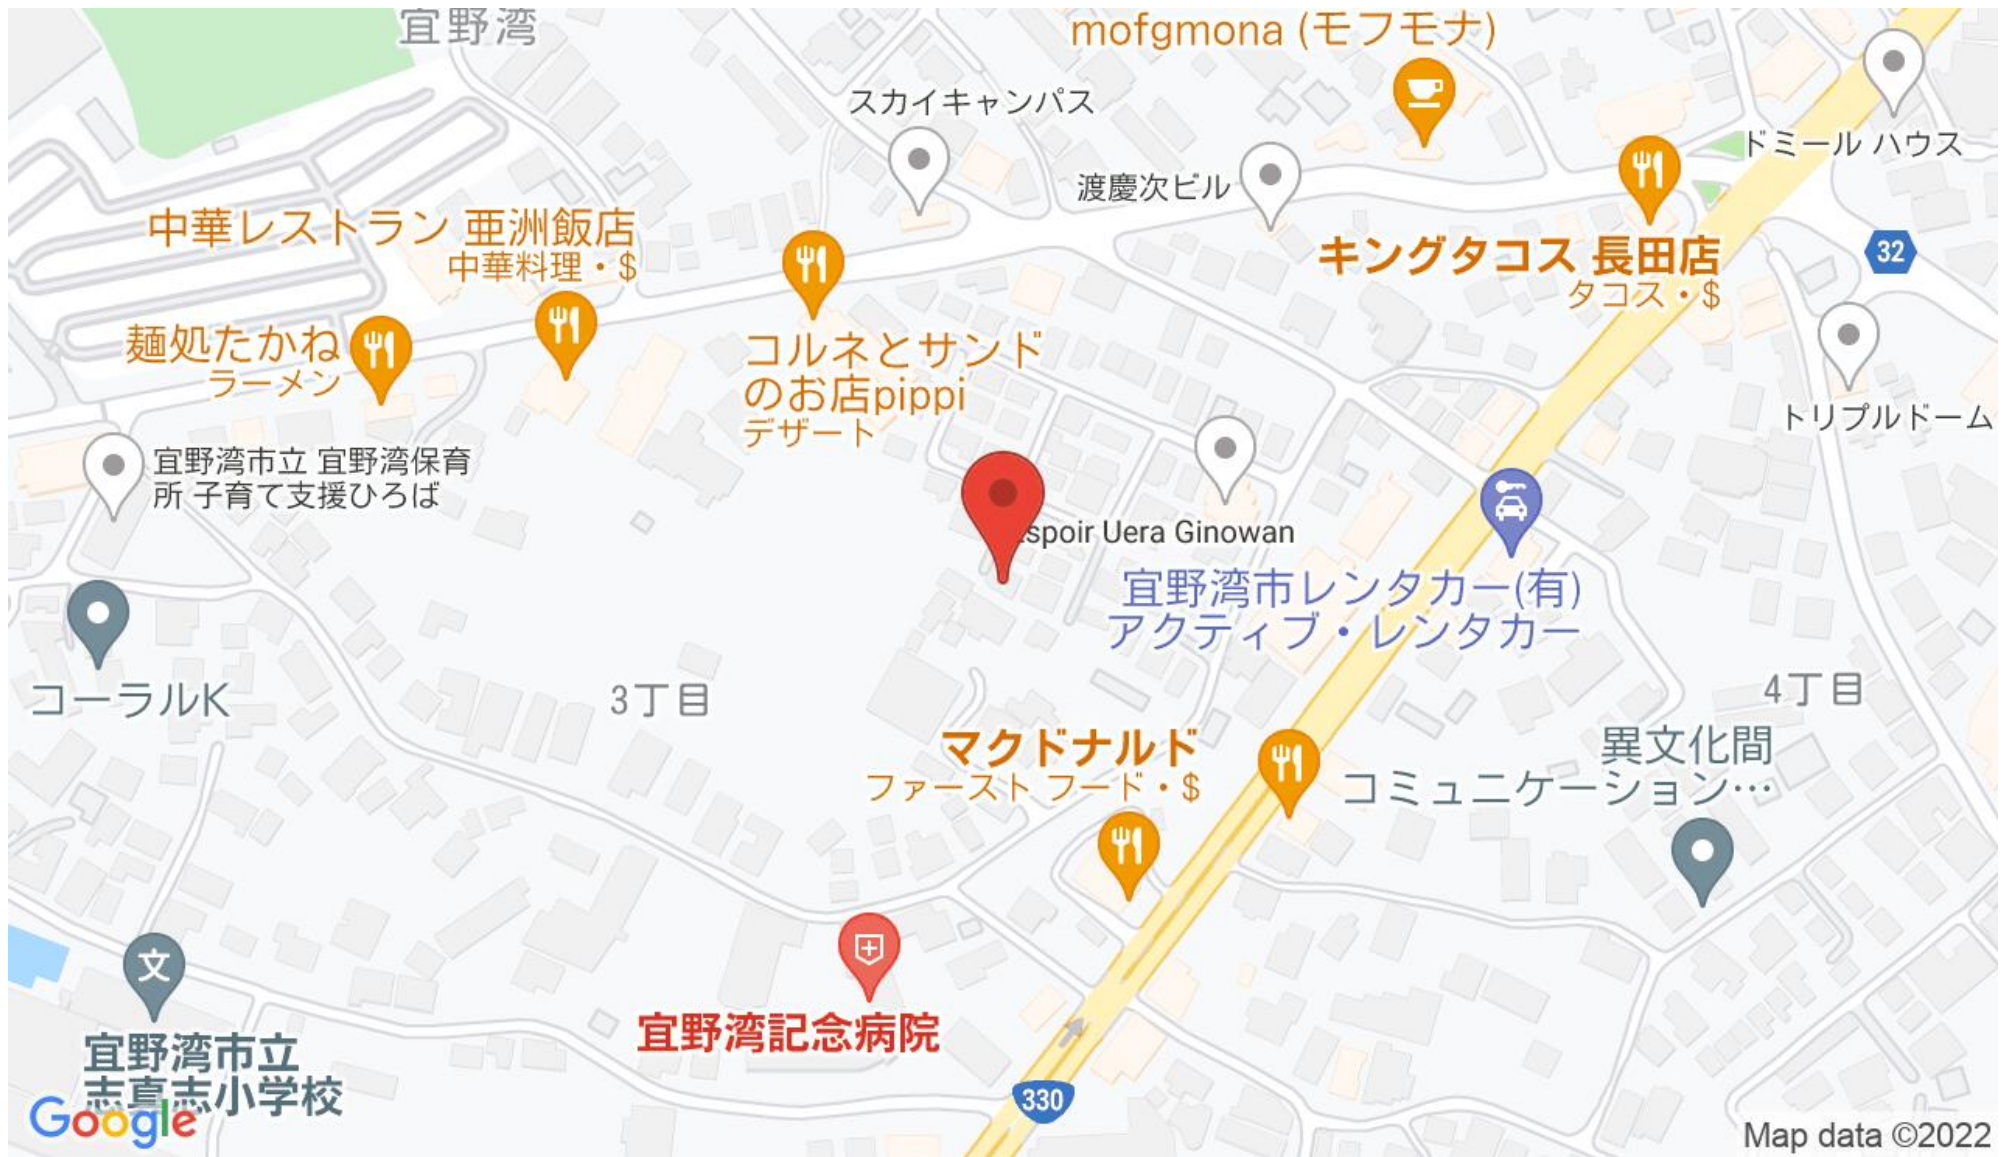 宜野湾
mofgmona (モフモナ)
スカイキャンパス
ドミール ハウス
渡慶次ビル
中華レストラン 亜洲飯店
中華料理・$
キングタコス 長田店
タコス・$
32
麺処たかね
ラーメン
コルネとサンド
のお店pippi
デザート
トリプルドーム
宜野湾市立 宜野湾保育
所 子育て支援ひろば
Uera Ginowan
宜野湾市レンタカー(有)
アクティブ・レンタカー
コーラルK
3丁目
4丁目
マクドナルド
ファースト フード・$
異文化間
コミュニケーション…
文
宜野湾記念病院
宜野湾市立
志真志小学校
330
Google
Map data ©2022